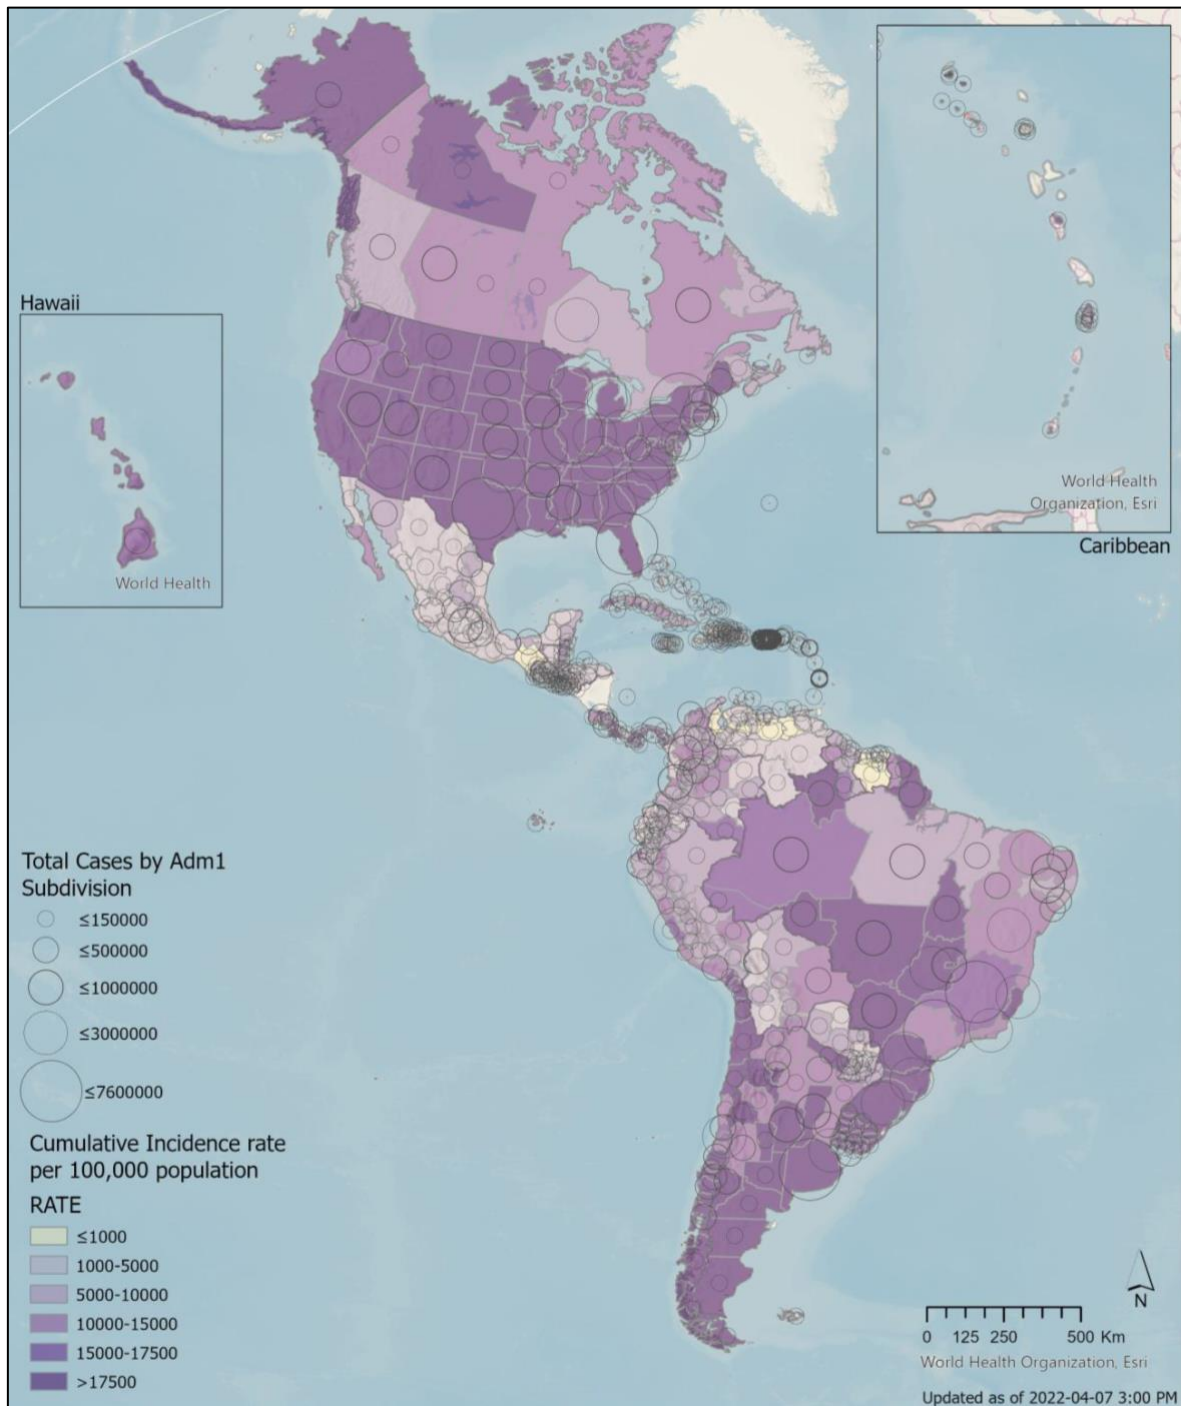 Hawaii
World Health
World Health
Organization, Esri
Caribbean
Total Cases by Adm1
Subdivision
≤150000
≤500000
≤1000000
≤3000000
≤7600000
Cumulative Incidence rate
per 100,000 population
RATE
≤1000
1000-5000
5000-10000
10000-15000
15000-17500
>17500
N
0 125 250 500 Km
World Health Organization, Esri
Updated as of 2022-04-07 3:00 PM